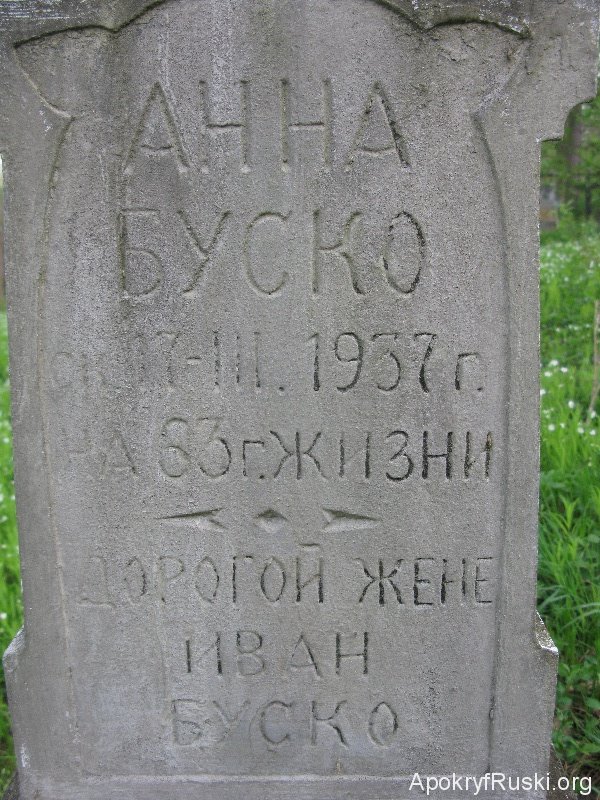 АННА
БУСКО
ск. 17-III. 1937 г.
НА 63 г. ЖИЗНИ
ДОРОГОЙ ЖЕНЕ
ИВАН
БУСКО
ApokryfRuski.org